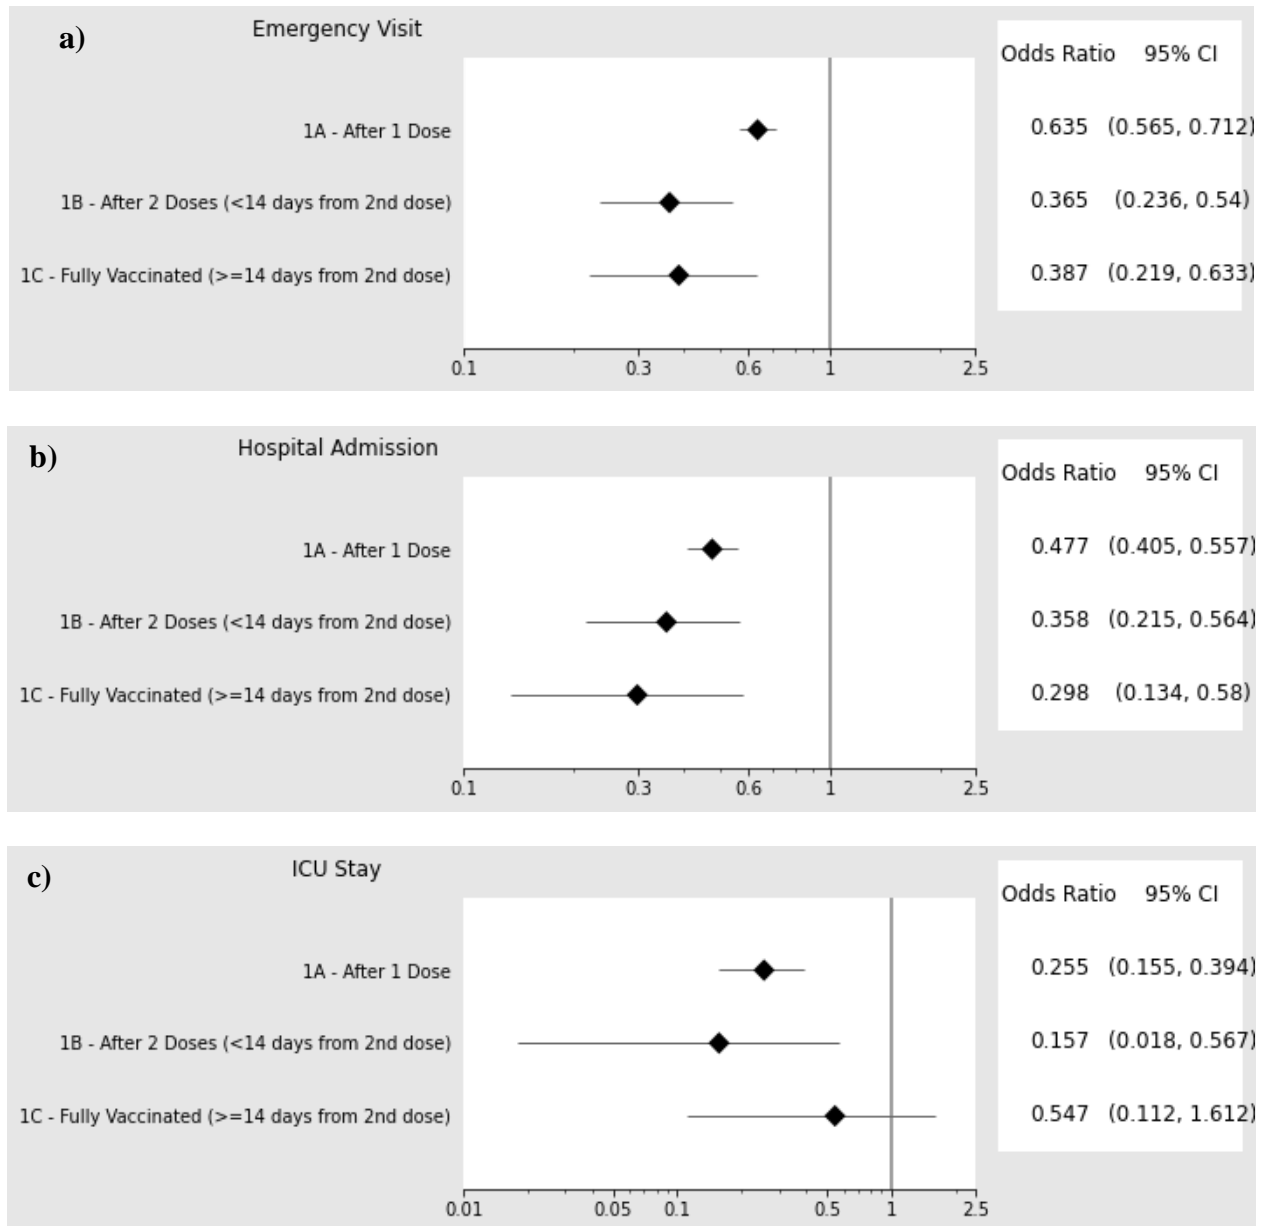 a)
Emergency Visit
Odds Ratio 95% CI
1A - After 1 Dose 0.635 (0.565, 0.712)
1B - After 2 Doses (<14 days from 2nd dose) 0.365 (0.236, 0.54)
1C - Fully Vaccinated (>=14 days from 2nd dose) 0.387 (0.219, 0.633)
0.1 0.3 0.6 1 2.5
b)
Hospital Admission
Odds Ratio 95% CI
1A - After 1 Dose 0.477 (0.405, 0.557)
1B - After 2 Doses (<14 days from 2nd dose) 0.358 (0.215, 0.564)
1C - Fully Vaccinated (>=14 days from 2nd dose) 0.298 (0.134, 0.58)
0.1 0.3 0.6 1 2.5
c)
ICU Stay
Odds Ratio 95% CI
1A - After 1 Dose 0.255 (0.155, 0.394)
1B - After 2 Doses (<14 days from 2nd dose) 0.157 (0.018, 0.567)
1C - Fully Vaccinated (>=14 days from 2nd dose) 0.547 (0.112, 1.612)
0.01 0.05 0.1 0.5 1 2.5